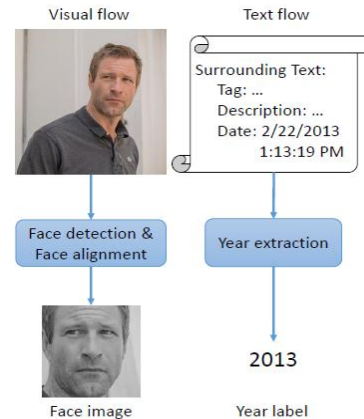 Visual flow
Text flow
Surrounding Text:
Tag: ...
Description: ...
Date: 2/22/2013
1:13:19 PM
Face detection &
Face alignment
Year extraction
2013
Face image
Year label